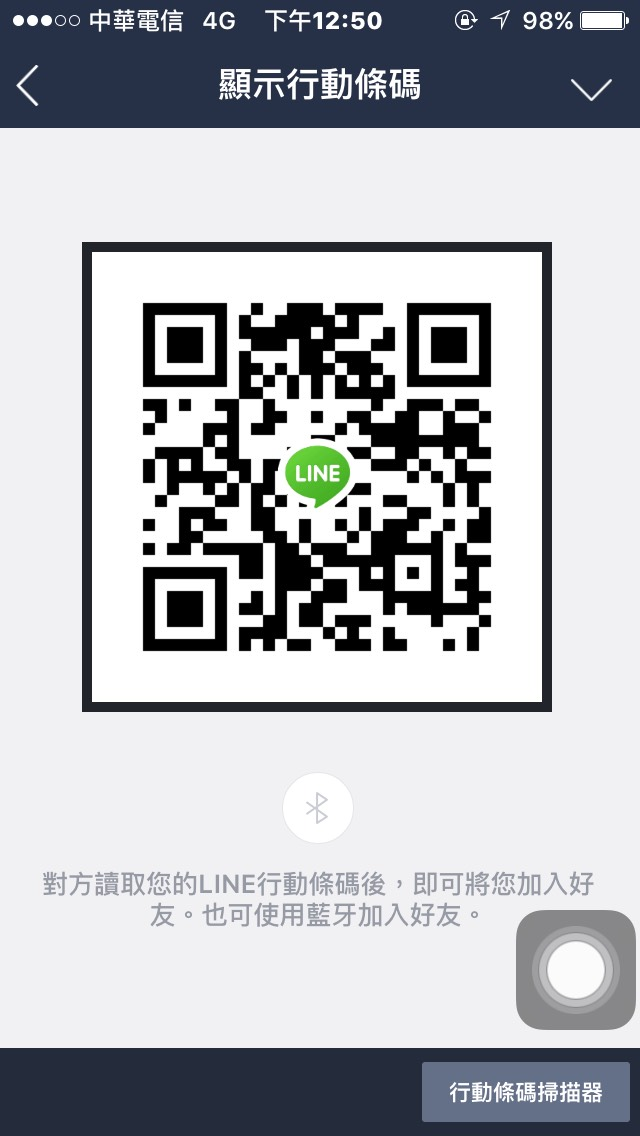 中華電信 4G 下午12:50 98%
顯示行動條碼
LINE
對方讀取您的LINE行動條碼後，即可將您加入好
友。也可使用藍牙加入好友。
行動條碼掃描器